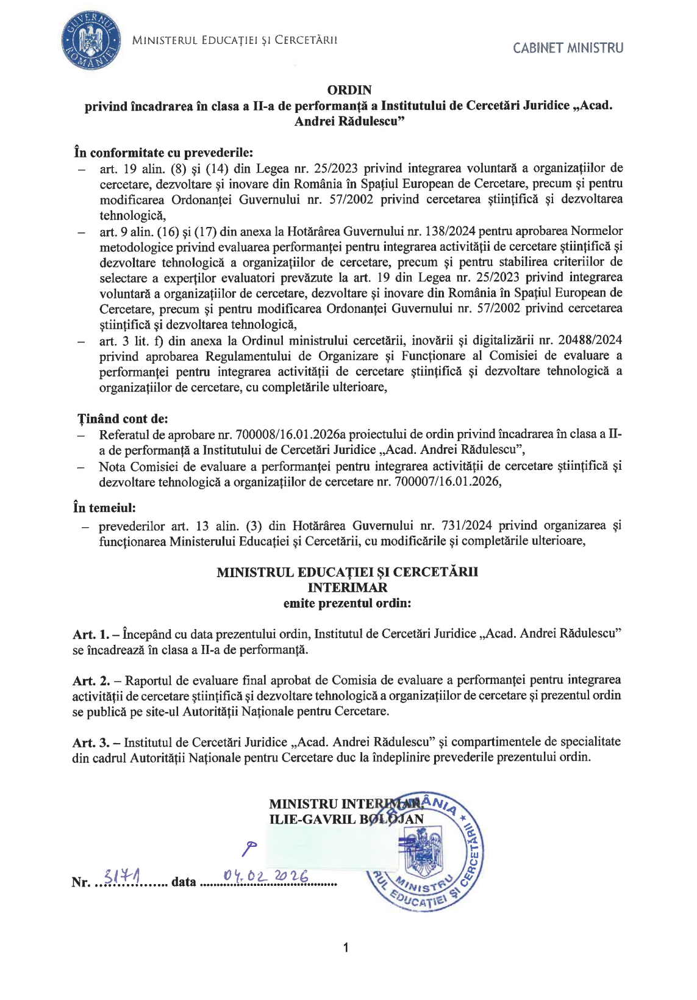 GUVERNUL ROMÂNIEI
MINISTERUL EDUCAȚIEI ȘI CERCETĂRII
CABINET MINISTRU
ORDIN
privind încadrarea în clasa a II-a de performanță a Institutului de Cercetări Juridice „Acad.
Andrei Rădulescu”
În conformitate cu prevederile:
– art. 19 alin. (8) și (14) din Legea nr. 25/2023 privind integrarea voluntară a organizațiilor de
cercetare, dezvoltare și inovare din România în Spațiul European de Cercetare, precum și pentru
modificarea Ordonanței Guvernului nr. 57/2002 privind cercetarea științifică și dezvoltarea
tehnologică,
– art. 9 alin. (16) și (17) din anexa la Hotărârea Guvernului nr. 138/2024 pentru aprobarea Normelor
metodologice privind evaluarea performanței pentru integrarea activității de cercetare științifică și
dezvoltare tehnologică a organizațiilor de cercetare, precum și pentru stabilirea criteriilor de
selectare a experților evaluatori prevăzute la art. 19 din Legea nr. 25/2023 privind integrarea
voluntară a organizațiilor de cercetare, dezvoltare și inovare din România în Spațiul European de
Cercetare, precum și pentru modificarea Ordonanței Guvernului nr. 57/2002 privind cercetarea
științifică și dezvoltarea tehnologică,
– art. 3 lit. f) din anexa la Ordinul ministrului cercetării, inovării și digitalizării nr. 20488/2024
privind aprobarea Regulamentului de Organizare și Funcționare al Comisiei de evaluare a
performanței pentru integrarea activității de cercetare științifică și dezvoltare tehnologică a
organizațiilor de cercetare, cu completările ulterioare,
Ținând cont de:
– Referatul de aprobare nr. 700008/16.01.2026a proiectului de ordin privind încadrarea în clasa a II-
a de performanță a Institutului de Cercetări Juridice „Acad. Andrei Rădulescu”,
– Nota Comisiei de evaluare a performanței pentru integrarea activității de cercetare științifică și
dezvoltare tehnologică a organizațiilor de cercetare nr. 700007/16.01.2026,
În temeiul:
– prevederilor art. 13 alin. (3) din Hotărârea Guvernului nr. 731/2024 privind organizarea și
funcționarea Ministerului Educației și Cercetării, cu modificările și completările ulterioare,
MINISTRUL EDUCAȚIEI ȘI CERCETĂRII
INTERIMAR
emite prezentul ordin:
Art. 1. – Începând cu data prezentului ordin, Institutul de Cercetări Juridice „Acad. Andrei Rădulescu”
se încadrează în clasa a II-a de performanță.
Art. 2. – Raportul de evaluare final aprobat de Comisia de evaluare a performanței pentru integrarea
activității de cercetare științifică și dezvoltare tehnologică a organizațiilor de cercetare și prezentul ordin
se publică pe site-ul Autorității Naționale pentru Cercetare.
Art. 3. – Institutul de Cercetări Juridice „Acad. Andrei Rădulescu” și compartimentele de specialitate
din cadrul Autorității Naționale pentru Cercetare duc la îndeplinire prevederile prezentului ordin.
MINISTRU INTERIMAR,
ILIE-GAVRIL BOLOJAN
ROMÂNIA * RUL EDUCAȚIEI ȘI CERCETĂRII
MINISTRU
Nr. 3171 data 04.02 2026
1